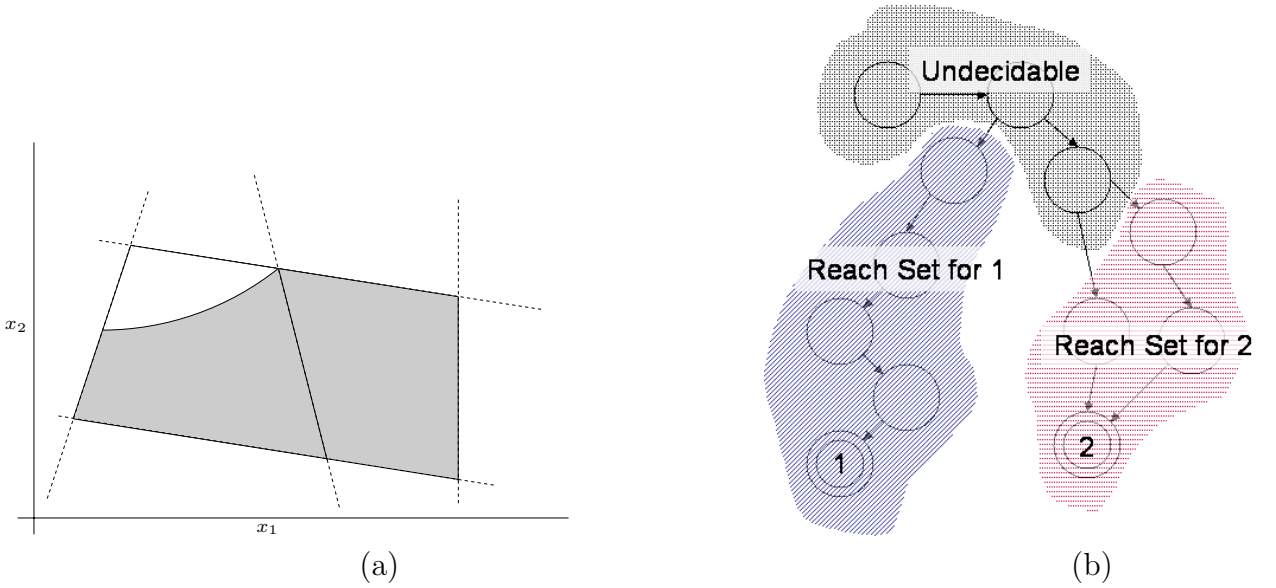 x2
x1
(a)
Undecidable
Reach Set for 1
Reach Set for 2
1
2
(b)